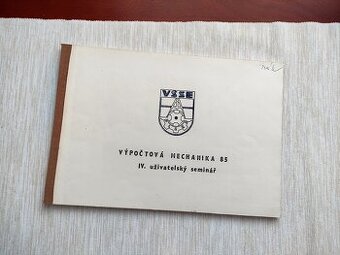 VŠSE
VÝPOČTOVÁ MECHANIKA 85
IV. uživatelský seminář